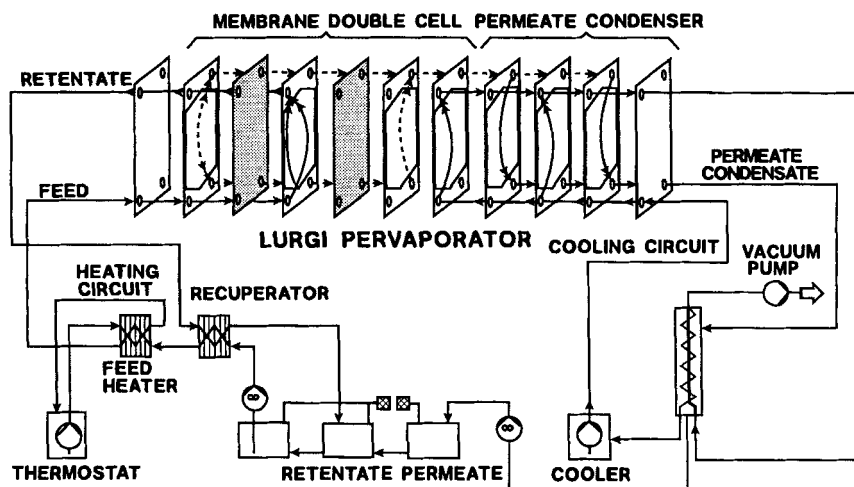 MEMBRANE DOUBLE CELL PERMEATE CONDENSER
RETENTATE
PERMEATE
CONDENSATE
FEED
LURGI PERVAPORATOR
COOLING CIRCUIT
VACUUM
PUMP
HEATING
CIRCUIT
RECUPERATOR
FEED
HEATER
THERMOSTAT
RETENTATE PERMEATE
COOLER